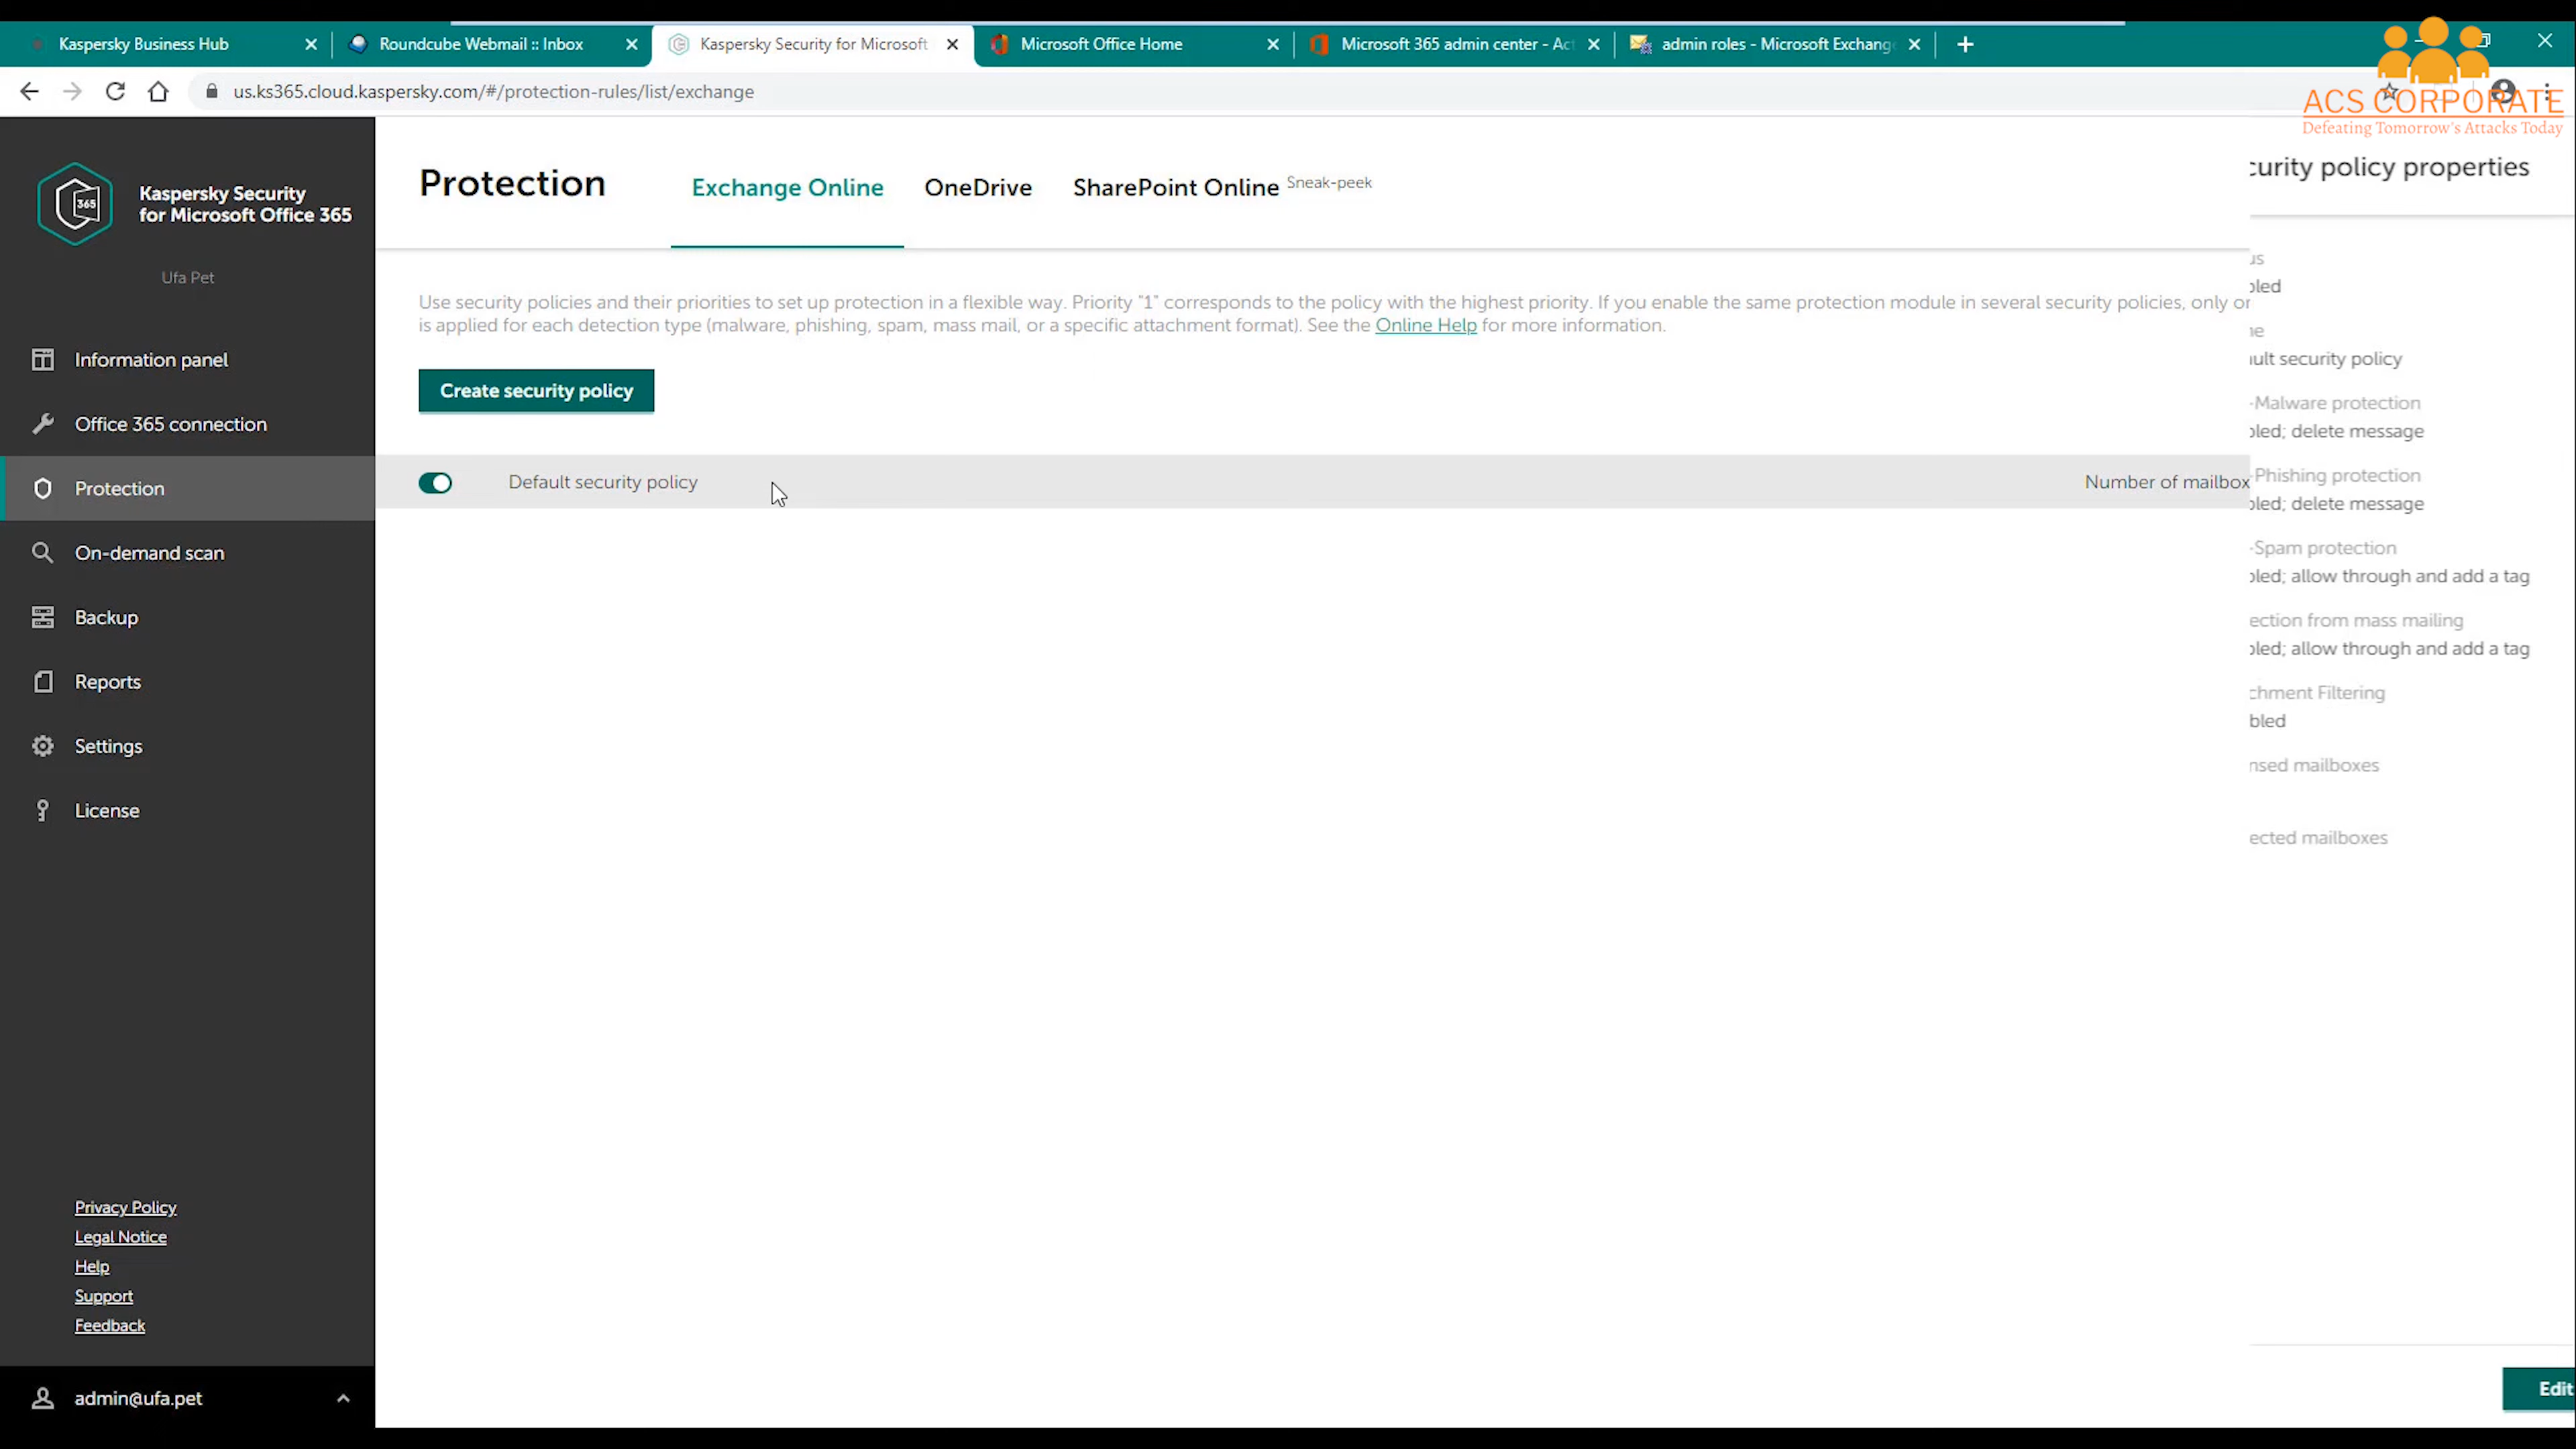 Kaspersky Business Hub
Roundcube Webmail :: Inbox
Kaspersky Security for Microsoft
Microsoft Office Home
Microsoft 365 admin center - Act
admin roles - Microsoft Exchange
us.ks365.cloud.kaspersky.com/#/protection-rules/list/exchange
ACS CORPORATE
Defeating Tomorrow's Attacks Today
365
Kaspersky Security
for Microsoft Office 365
Ufa Pet
Information panel
Office 365 connection
Protection
On-demand scan
Backup
Reports
Settings
License
Privacy Policy
Legal Notice
Help
Support
Feedback
admin@ufa.pet
Protection
Exchange Online
OneDrive
SharePoint Online Sneak-peek
Use security policies and their priorities to set up protection in a flexible way. Priority "1" corresponds to the policy with the highest priority. If you enable the same protection module in several security policies, only
is applied for each detection type (malware, phishing, spam, mass mail, or a specific attachment format). See the Online Help for more information.
Create security policy
Default security policy
Number of mailbox
curity policy properties
us
bled
ne
ault security policy
-Malware protection
bled; delete message
-Phishing protection
bled; delete message
-Spam protection
bled; allow through and add a tag
ection from mass mailing
bled; allow through and add a tag
chment Filtering
bled
nsed mailboxes
ected mailboxes
Edit